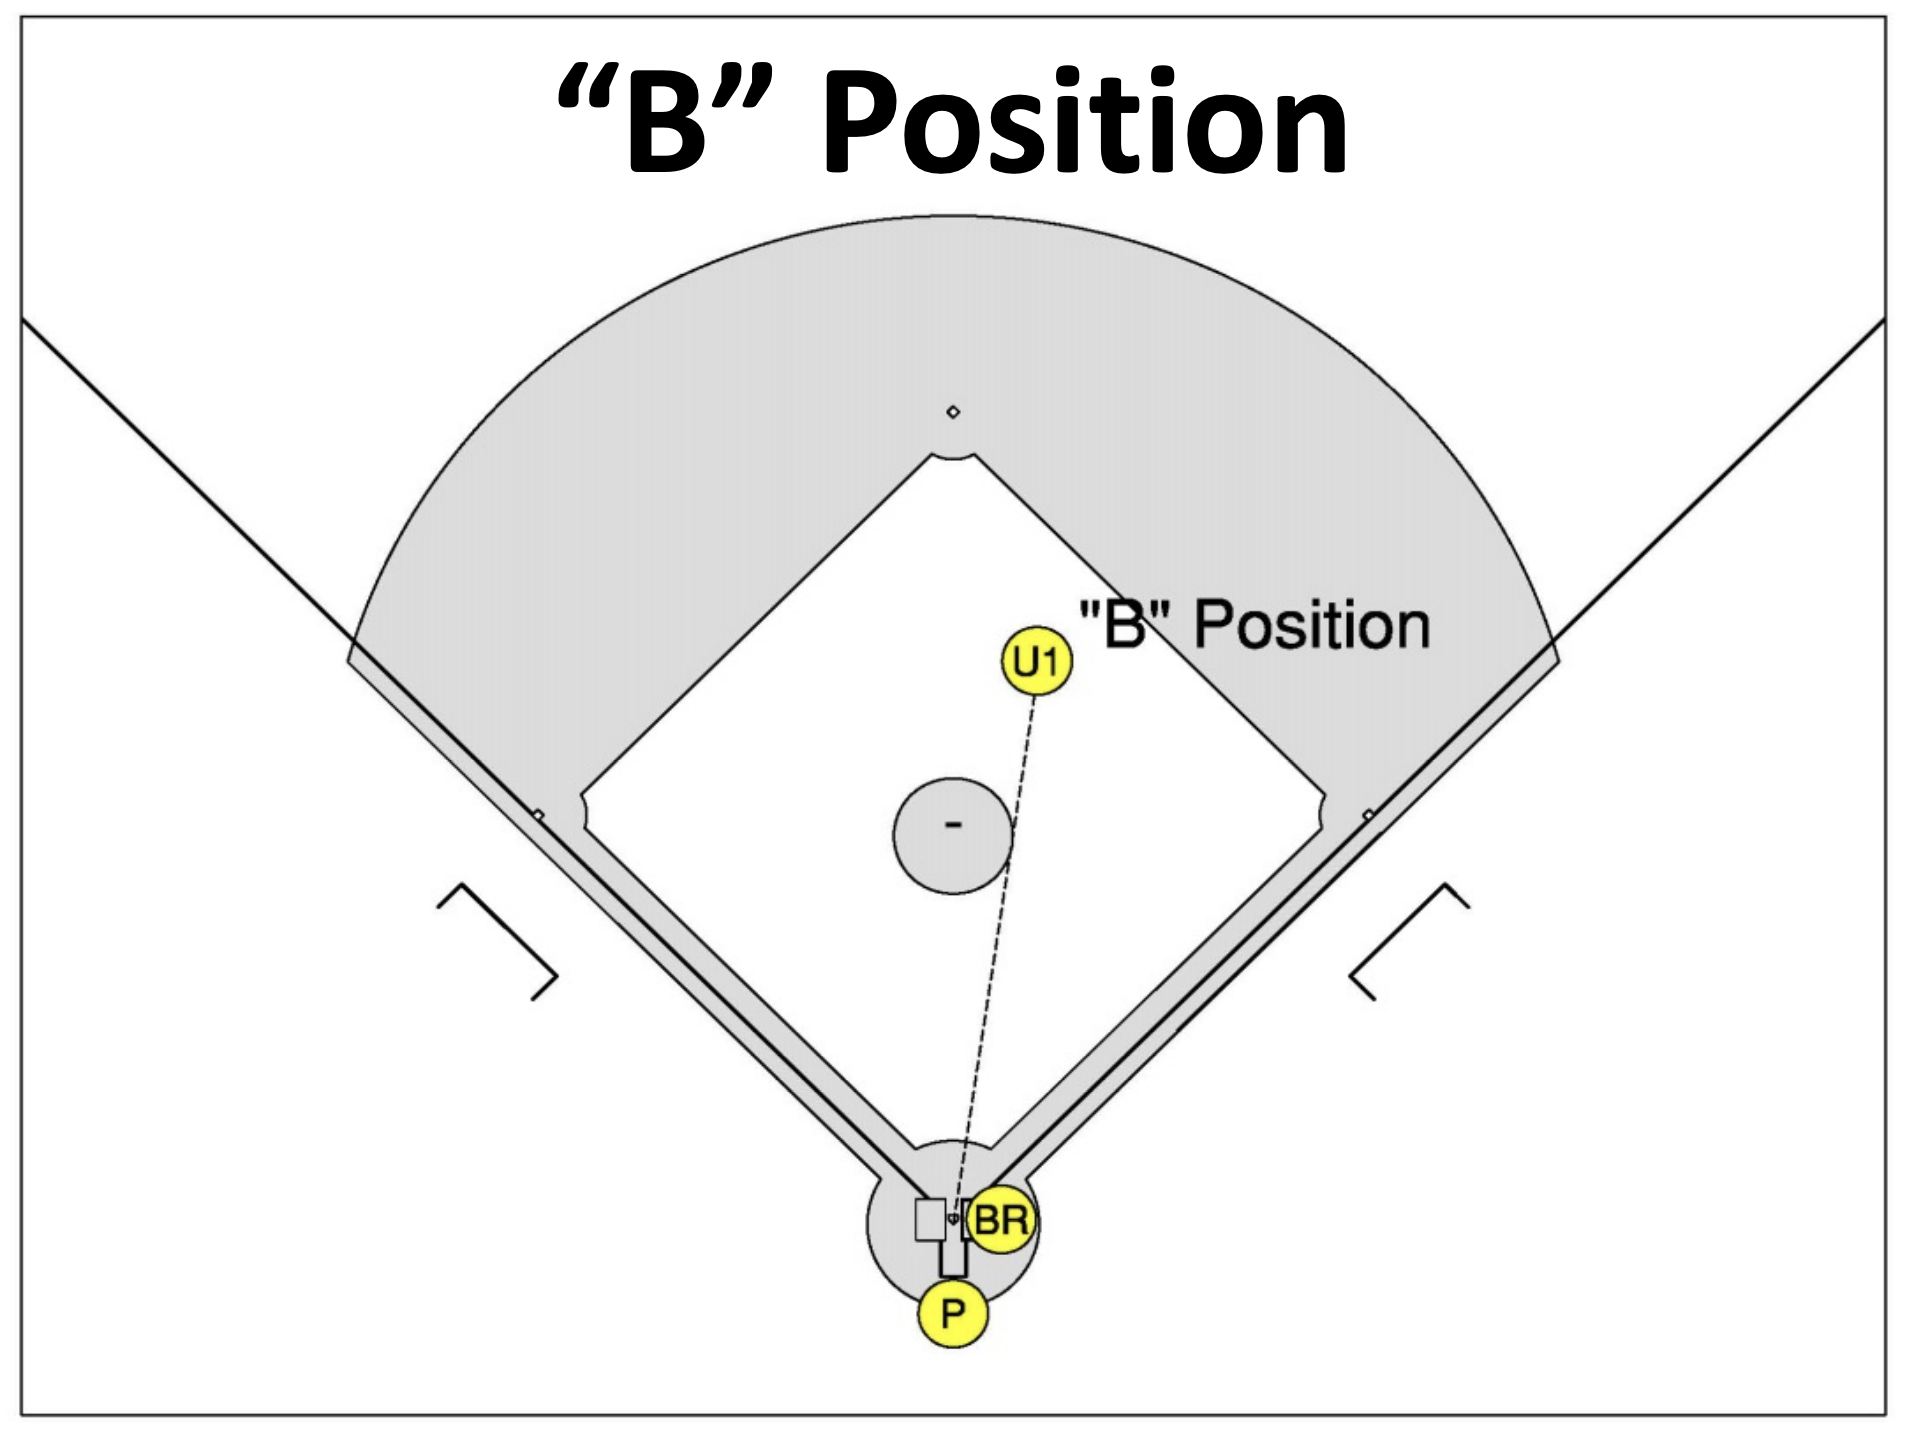 “B” Position
"B" Position
U1
BR
P